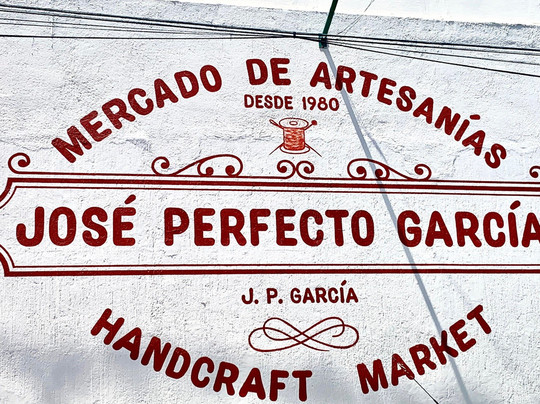 MERCADO DE ARTESANÍAS
DESDE 1980
JOSÉ PERFECTO GARCÍA
J. P. GARCÍA
HANDCRAFT MARKET